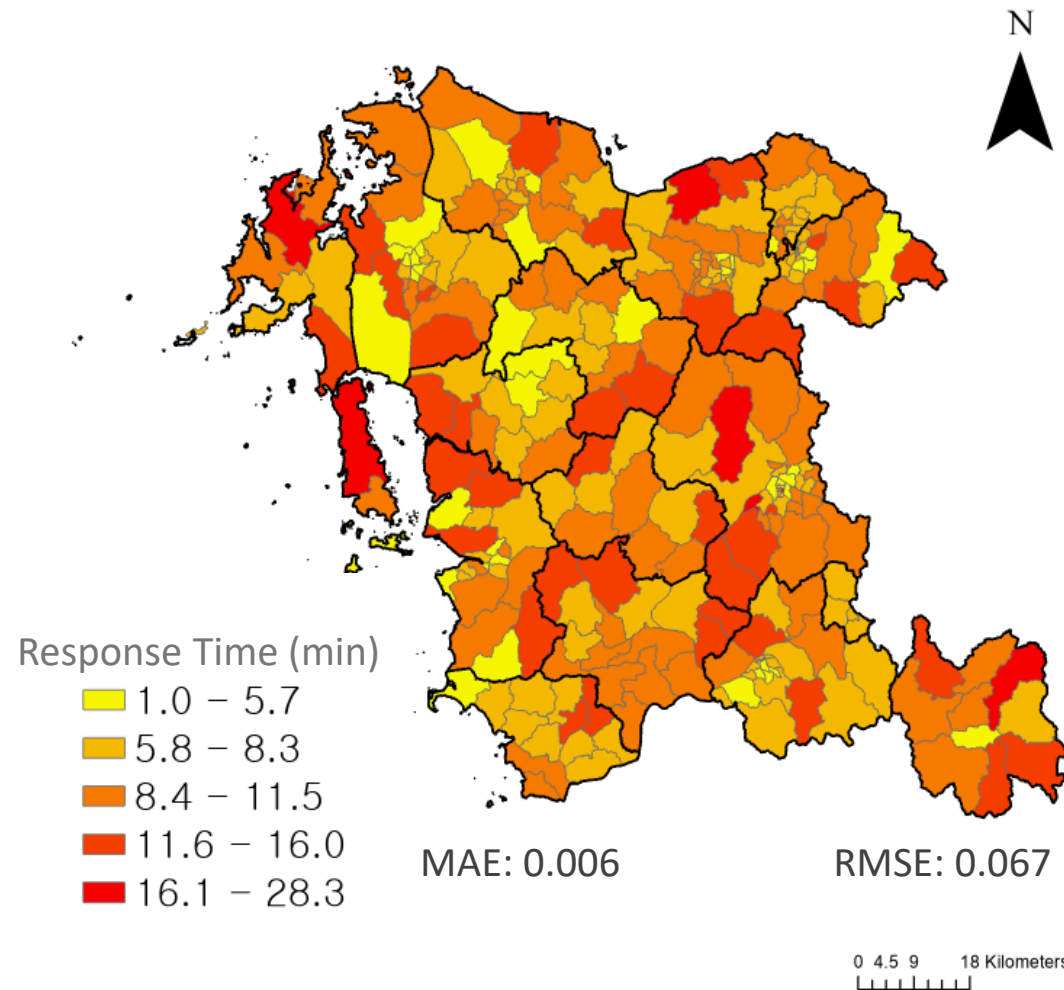 N
Response Time (min)
1.0 – 5.7
5.8 – 8.3
8.4 – 11.5
11.6 – 16.0
16.1 – 28.3
MAE: 0.006
RMSE: 0.067
0 4.5 9 18 Kilometers